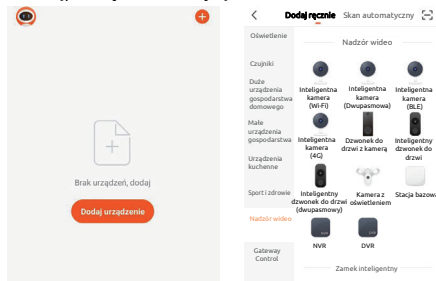 Brak urządzeń, dodaj
Dodaj urządzenie
Dodaj ręcznie Skan automatyczny
Oświetlenie
Czujniki
Duże
urządzenia
gospodarstwa
domowego
Małe
urządzenia
gospodarstwa
Urządzenia
kuchenne
Sport i zdrowie
Nadzór wideo
Gateway
Control
Nadzór wideo
Inteligentna
kamera
(Wi-Fi)
Inteligentna
kamera
(Dwupasmowa)
Inteligentna
kamera
(BLE)
Inteligentna
kamera
(4G)
Dzwonek do
drzwi z kamerą
Inteligentny
dzwonek do
drzwi
Inteligentny
dzwonek do drzwi
(dwupasmowy)
Kamera z
oświetleniem
Stacja bazowa
NVR
DVR
Zamek inteligentny